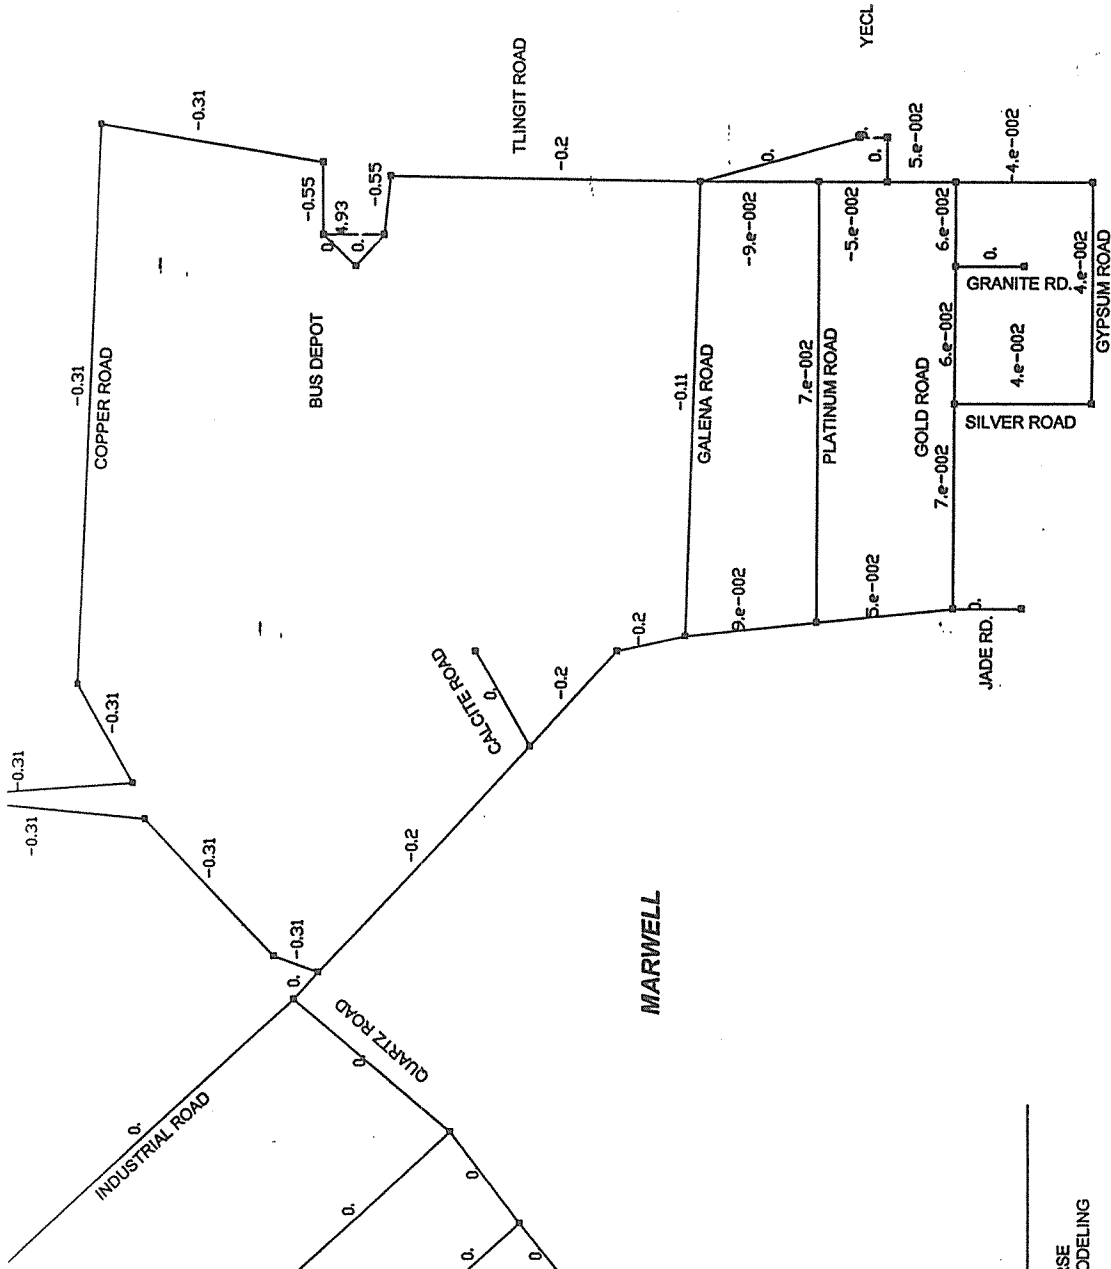 YECL
TLINGIT ROAD
-0.31
-0.55
4.93
-0.55
0.
0.
-0.2
0.
0.
0.
5.e-002
-4.e-002
-9.e-002
-5.e-002
6.e-002
0.
GRANITE RD.
4.e-002
GYPSUM ROAD
BUS DEPOT
-0.31
COPPER ROAD
-0.11
GALENA ROAD
7.e-002
PLATINUM ROAD
6.e-002
GOLD ROAD
4.e-002
SILVER ROAD
7.e-002
9.e-002
5.e-002
0.
JADE RD.
-0.2
-0.2
0.
CALCITE ROAD
-0.31
-0.31
-0.31
-0.31
-0.2
-0.31
0.
MARWELL
QUARTZ ROAD
0.
INDUSTRIAL ROAD
0.
0.
0.
0.
0.
RSE
ODELING